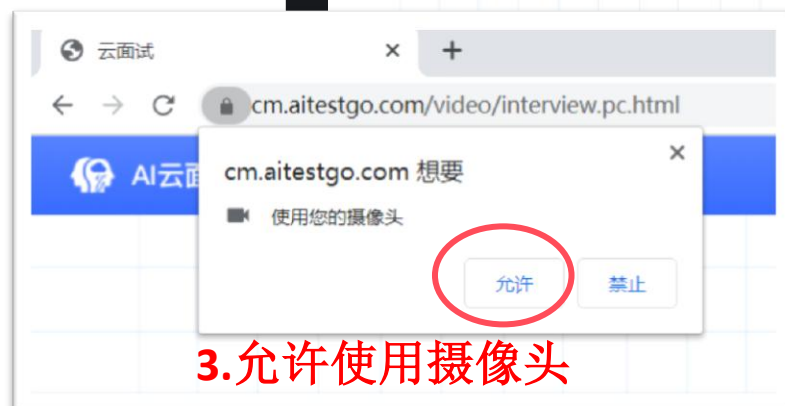 云面试
cm.aitestgo.com/video/interview.pc.html
AI云面
cm.aitestgo.com 想要
使用您的摄像头
允许 禁止
3.允许使用摄像头